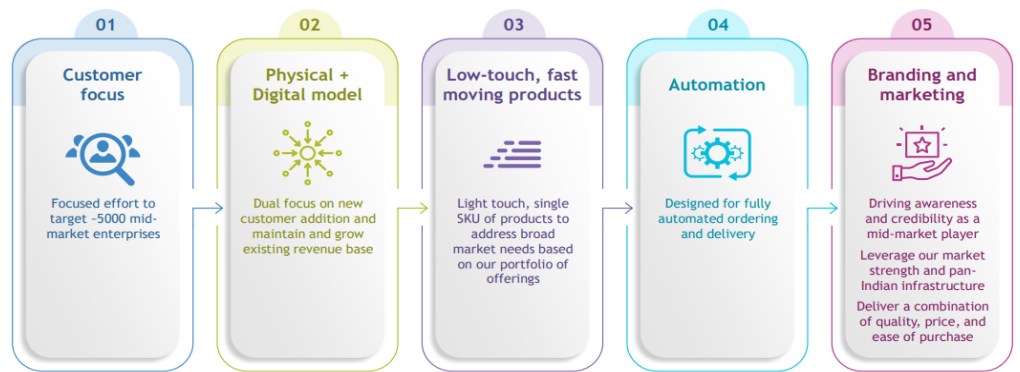 01
Customer
focus
Focused effort to
target ~5000 mid-
market enterprises
02
Physical +
Digital model
Dual focus on new
customer addition and
maintain and grow
existing revenue base
03
Low-touch, fast
moving products
Light touch, single
SKU of products to
address broad
market needs based
on our portfolio of
offerings
04
Automation
Designed for fully
automated ordering
and delivery
05
Branding and
marketing
Driving awareness
and credibility as a
mid-market player
Leverage our market
strength and pan-
Indian infrastructure
Deliver a combination
of quality, price, and
ease of purchase